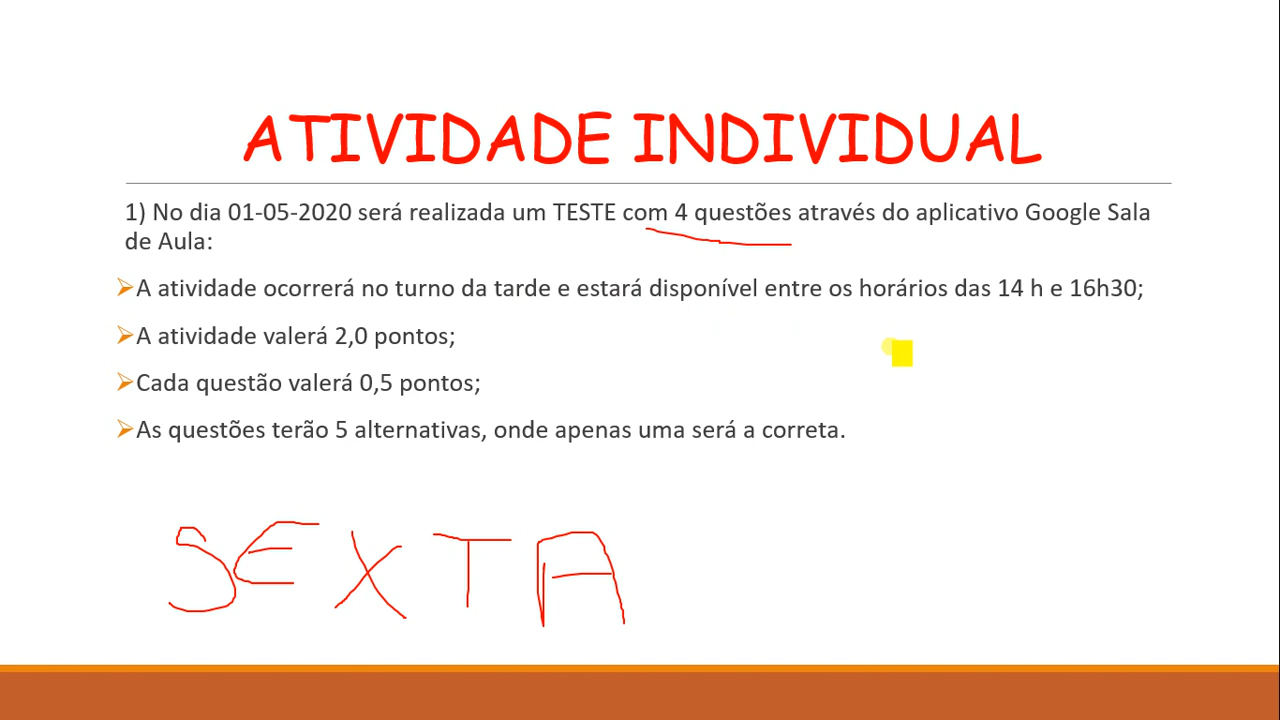 ATIVIDADE INDIVIDUAL
1) No dia 01-05-2020 será realizada um TESTE com 4 questões através do aplicativo Google Sala
de Aula:
A atividade ocorrerá no turno da tarde e estará disponível entre os horários das 14 h e 16h30;
A atividade valerá 2,0 pontos;
Cada questão valerá 0,5 pontos;
As questões terão 5 alternativas, onde apenas uma será a correta.
SEXTA